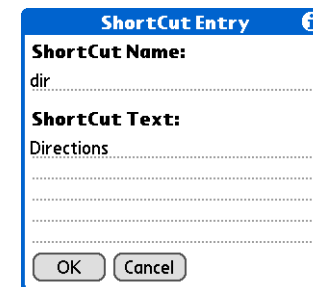 ShortCut Entry
ShortCut Name:
dir
ShortCut Text:
Directions
OK Cancel